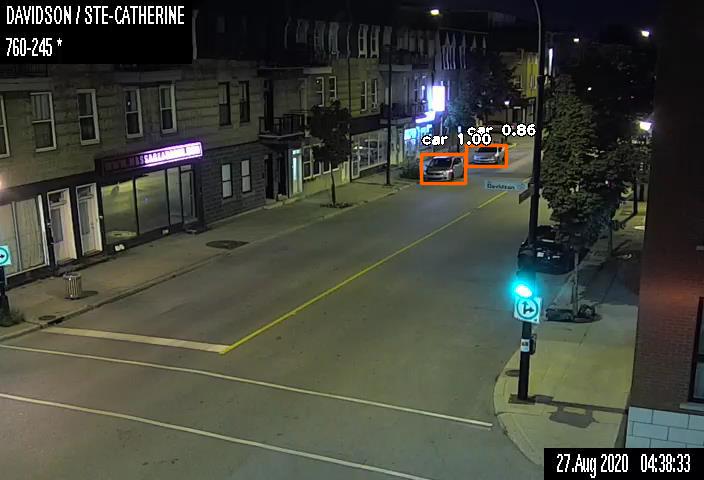 DAVIDSON / STE-CATHERINE
760-245 *
car 0.86
car 1.00
Davidson
27.Aug 2020 04:38:33